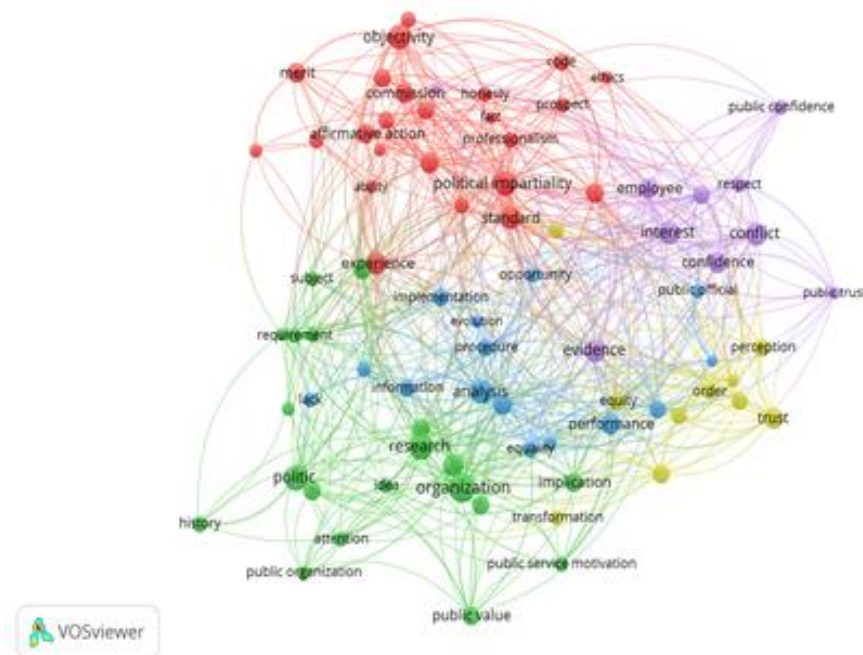 objectivity
merit
code
ethics
commission
honesly
prospect
public confidence
fact
affirmative action
professionalism
ability
political impartiality
employee
respect
standard
interest
conflict
experience
confidence
subject
opportunity
public official
public trust
implementation
evolution
requirement
procedure
evidence
perception
information
analysis
lack
equity
order
trust
performance
research
equality
politic
idea
organization
implication
history
transformation
attention
public organization
public service motivation
public value
VOSviewer